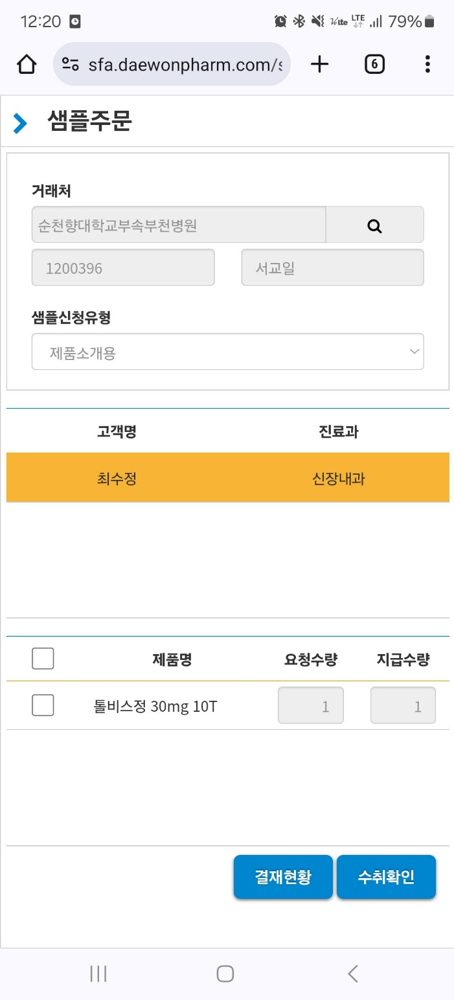 12:20 VoLTE LTE 79%
sfa.daewonpharm.com/s
6
샘플주문
거래처
순천향대학교부속부천병원
1200396 서교일
샘플신청유형
제품소개용
고객명 진료과
최수정 신장내과
제품명 요청수량 지급수량
톨비스정 30mg 10T 1 1
결재현황 수취확인